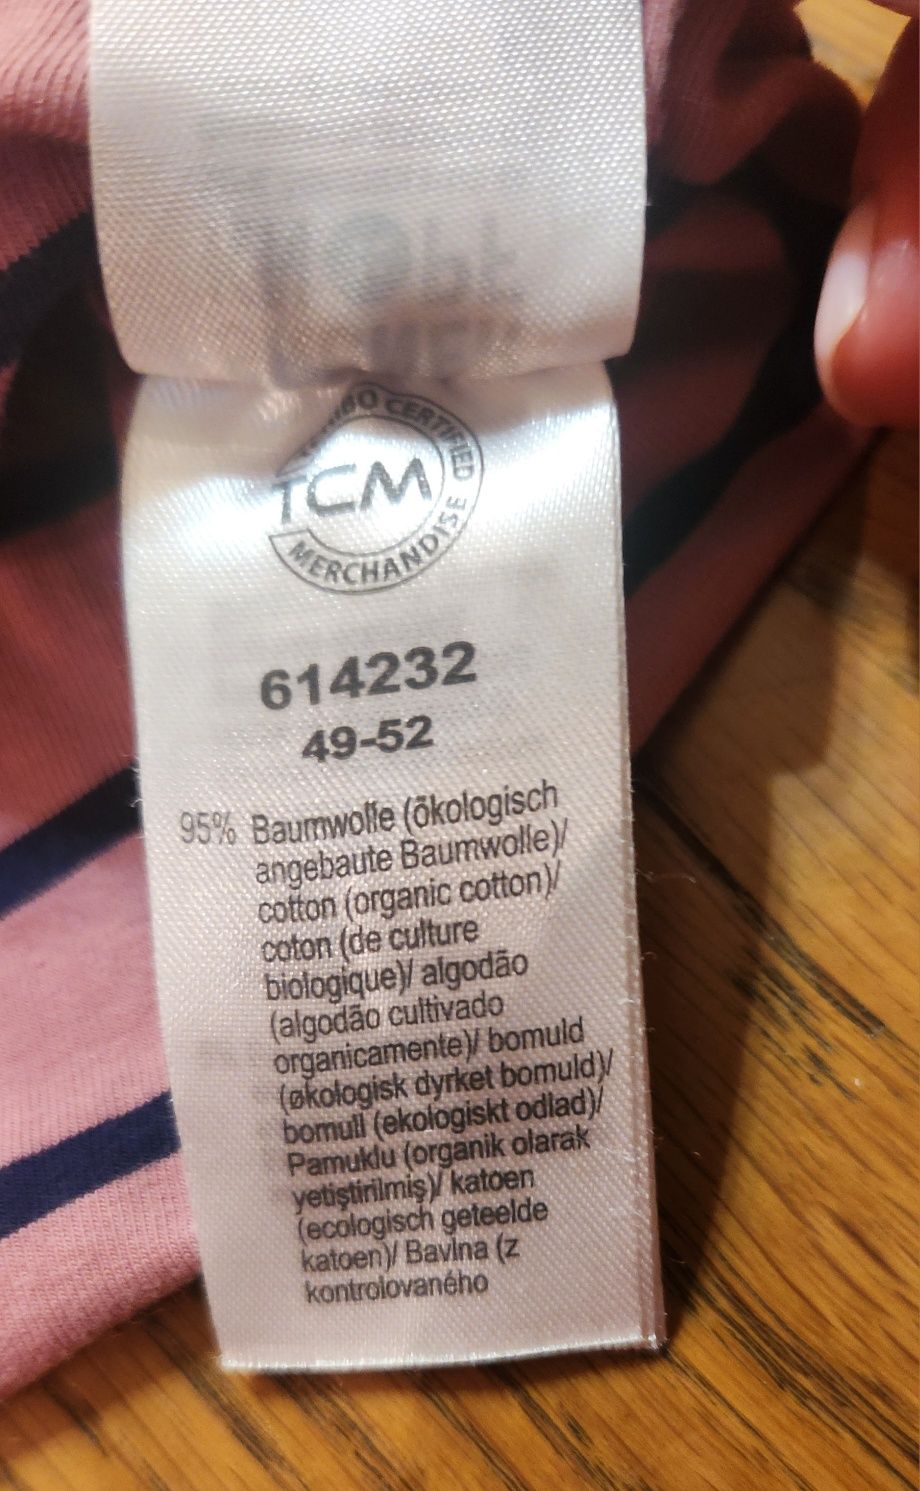 CERTIFIED
TCM
MERCHANDISE
614232
49-52
95% Baumwolle (ökologisch
angebaute Baumwolle)/
cotton (organic cotton)/
coton (de culture
biologique)/ algodão
(algodão cultivado
organicamente)/ bomuld
(økologisk dyrket bomuld)/
bomull (ekologiskt odlad)/
Pamuklu (organik olarak
yetiştirilmiş)/ katoen
(ecologisch geteelde
katoen)/ Bavlna (z
kontrolovaného